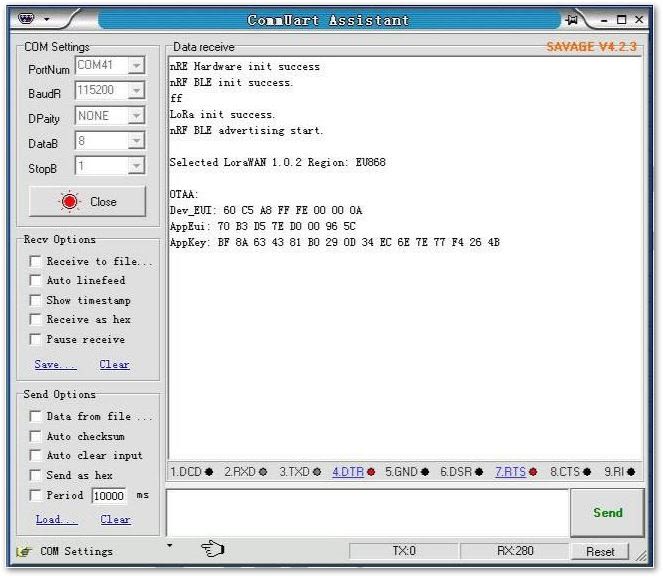 CommUart Assistant
COM Settings
PortNum COM41
BaudR 115200
DPaity NONE
DataB 8
StopB 1
Close
Recv Options
Receive to file...
Auto linefeed
Show timestamp
Receive as hex
Pause receive
Save... Clear
Send Options
Data from file ...
Auto checksum
Auto clear input
Send as hex
Period 10000 ms
Load... Clear
Data receive SAVAGE V4.2.3
nRE Hardware init success
nRF BLE init success.
ff
LoRa init success.
nRF BLE advertising start.
Selected LoraWAN 1.0.2 Region: EU868
OTAA:
Dev_EUI: 60 C5 A8 FF FE 00 00 0A
AppEui: 70 B3 D5 7E D0 00 96 5C
AppKey: BF 8A 63 43 81 B0 29 0D 34 EC 6E 7E 77 F4 26 4B
1.DCD 2.RXD 3.TXD 4.DTR 5.GND 6.DSR 7.RTS 8.CTS 9.RI
Send
COM Settings TX:0 RX:280 Reset